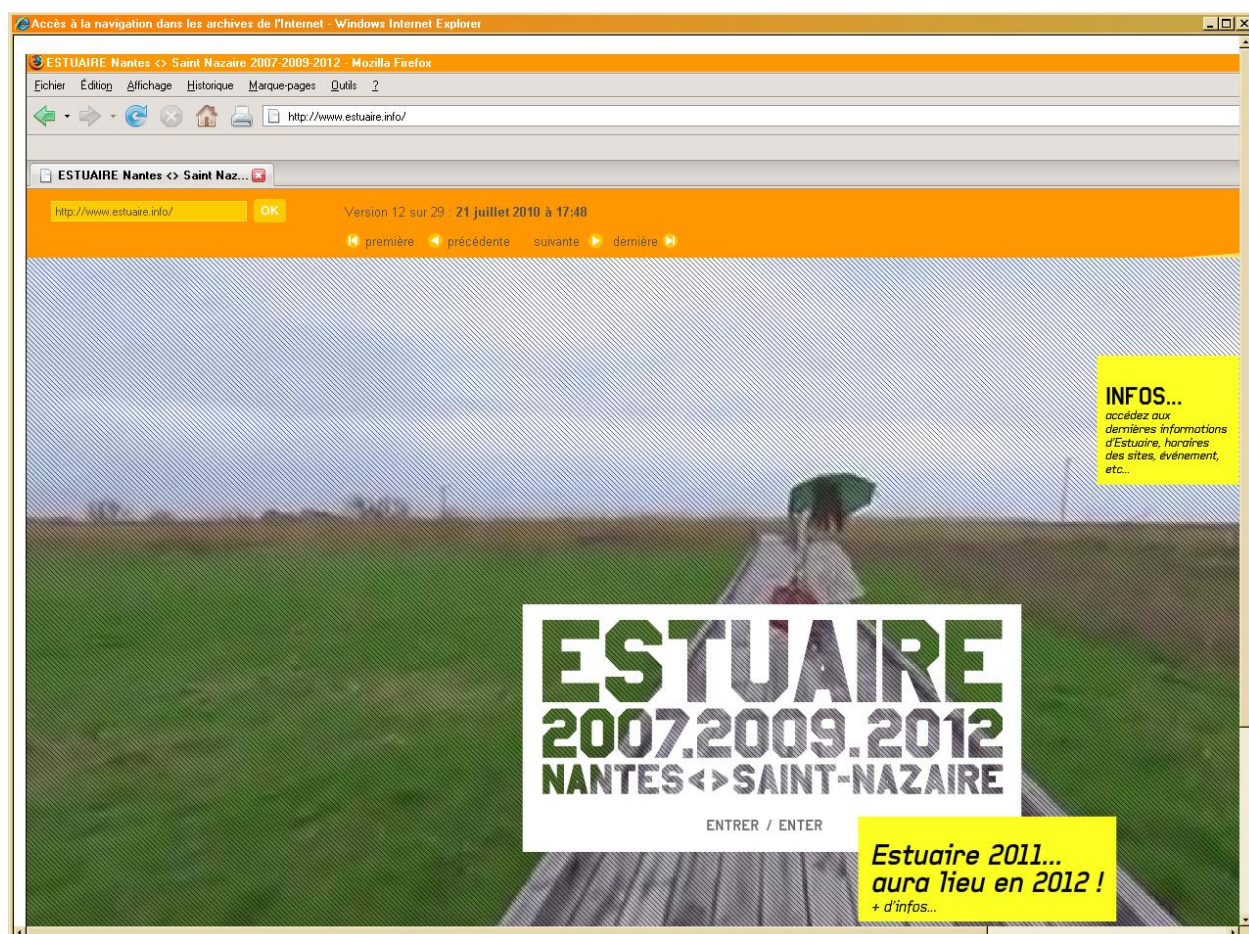 Accès à la navigation dans les archives de l'Internet - Windows Internet Explorer
ESTUAIRE Nantes <> Saint Nazaire 2007-2009-2012 - Mozilla Firefox
Fichier Édition Affichage Historique Marque-pages Outils ?
http://www.estuaire.info/
ESTUAIRE Nantes <> Saint Naz...
http://www.estuaire.info/ OK Version 12 sur 29 : 21 juillet 2010 à 17:48
première précédente suivante dernière
INFOS...
accédez aux
dernières informations
d'Estuaire, horaires
des sites, événement,
etc...
ESTUAIRE
2007.2009.2012
NANTES<>SAINT-NAZAIRE
ENTRER / ENTER
Estuaire 2011...
aura lieu en 2012 !
+ d'infos...